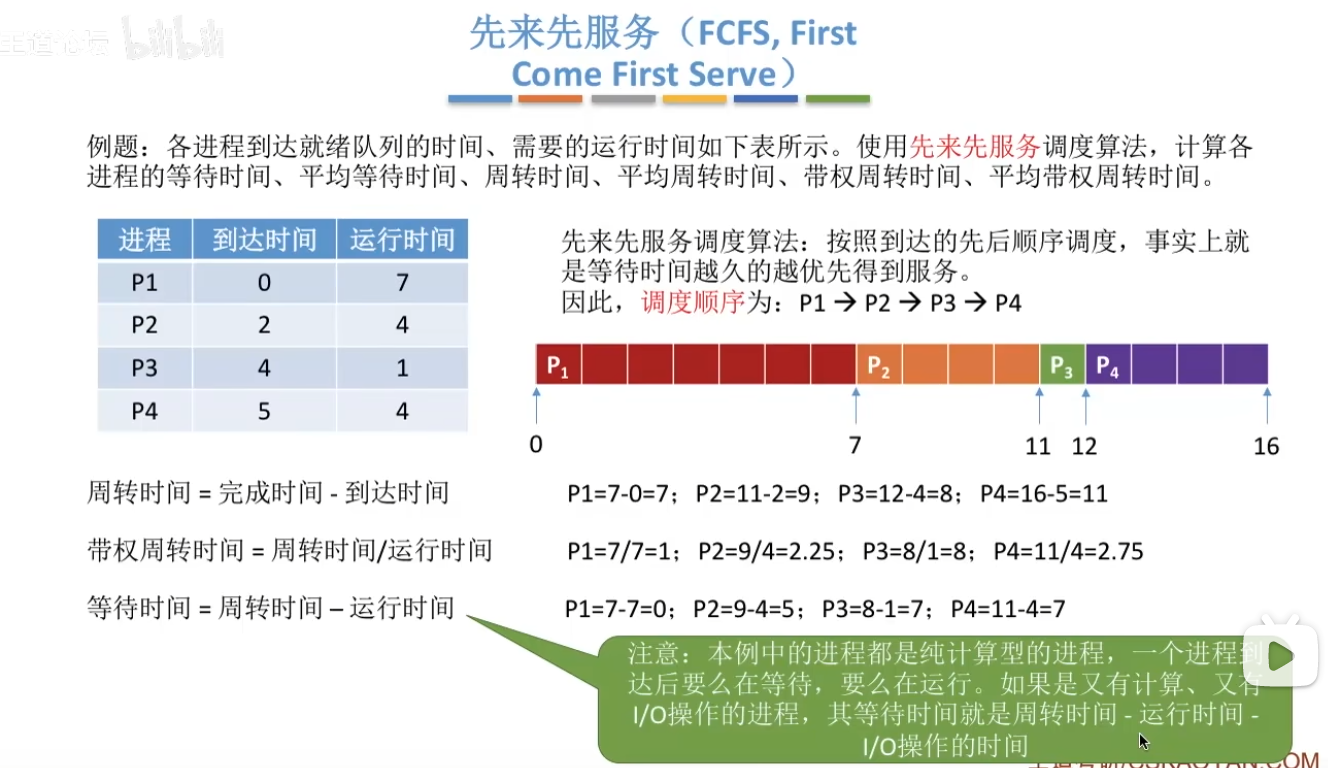 bilibili
先来先服务（FCFS, First
Come First Serve）
例题：各进程到达就绪队列的时间、需要的运行时间如下表所示。使用先来先服务调度算法，计算各
进程的等待时间、平均等待时间、周转时间、平均周转时间、带权周转时间、平均带权周转时间。
进程 到达时间 运行时间
P1 0 7
P2 2 4
P3 4 1
P4 5 4
先来先服务调度算法：按照到达的先后顺序调度，事实上就
是等待时间越久的越优先得到服务。
因此，调度顺序为：P1 → P2 → P3 → P4
P1 P2 P3 P4
0 7 11 12 16
周转时间 = 完成时间 - 到达时间
P1=7-0=7；P2=11-2=9；P3=12-4=8；P4=16-5=11
带权周转时间 = 周转时间/运行时间
P1=7/7=1；P2=9/4=2.25；P3=8/1=8；P4=11/4=2.75
等待时间 = 周转时间 – 运行时间
P1=7-7=0；P2=9-4=5；P3=8-1=7；P4=11-4=7
注意：本例中的进程都是纯计算型的进程，一个进程到
达后要么在等待，要么在运行。如果是又有计算、又有
I/O操作的进程，其等待时间就是周转时间 - 运行时间 -
I/O操作的时间